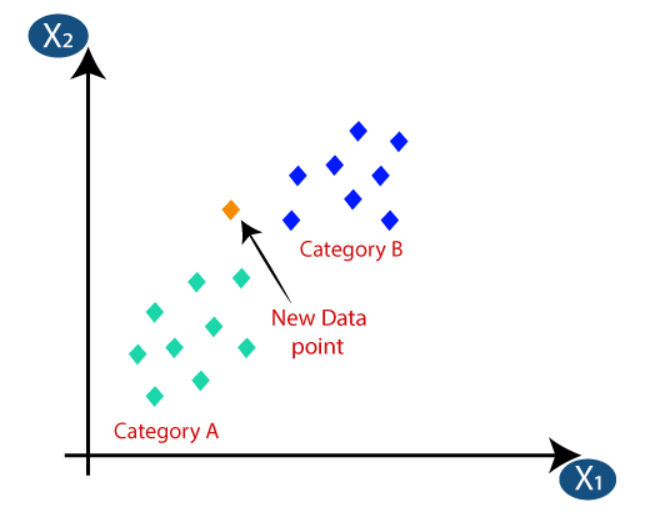 X₂
Category B
New Data
point
Category A
X₁